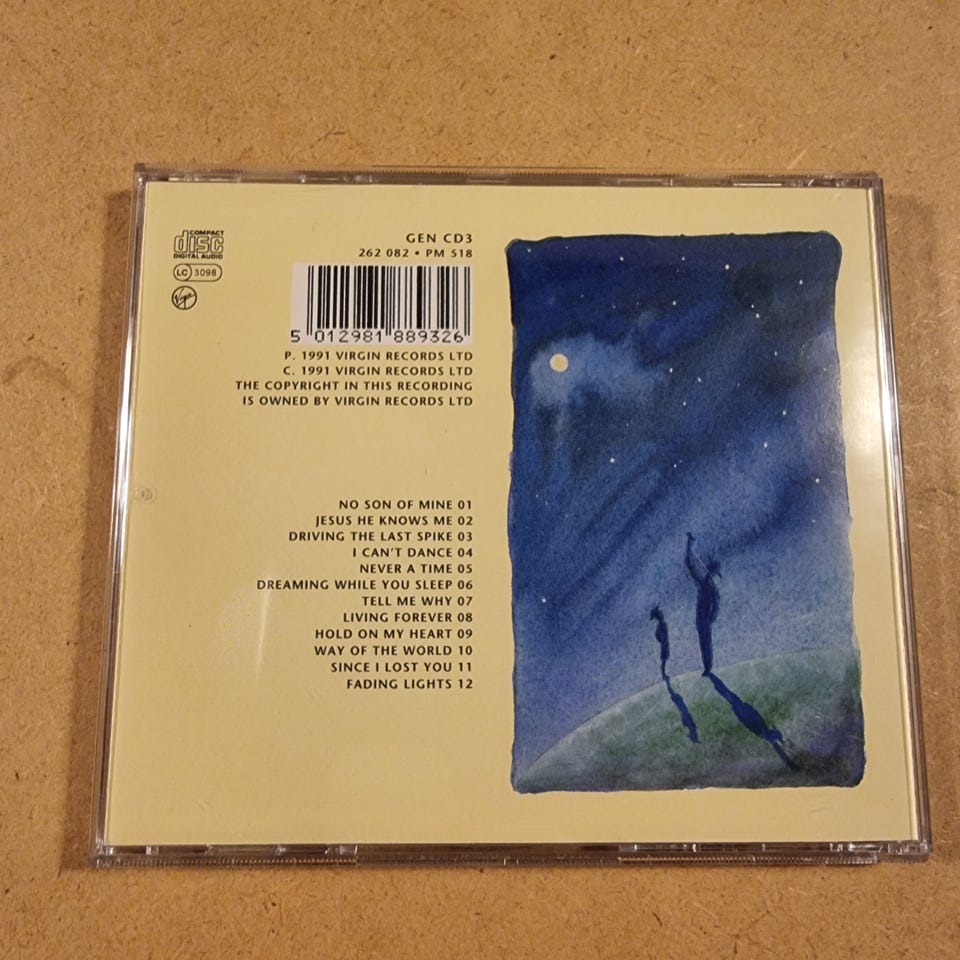 COMPACT
disc
DIGITAL AUDIO
LC 3098
Virgin
GEN CD3
262 082 • PM 518
5 012981 889326
P. 1991 VIRGIN RECORDS LTD
C. 1991 VIRGIN RECORDS LTD
THE COPYRIGHT IN THIS RECORDING
IS OWNED BY VIRGIN RECORDS LTD
NO SON OF MINE 01
JESUS HE KNOWS ME 02
DRIVING THE LAST SPIKE 03
I CAN'T DANCE 04
NEVER A TIME 05
DREAMING WHILE YOU SLEEP 06
TELL ME WHY 07
LIVING FOREVER 08
HOLD ON MY HEART 09
WAY OF THE WORLD 10
SINCE I LOST YOU 11
FADING LIGHTS 12